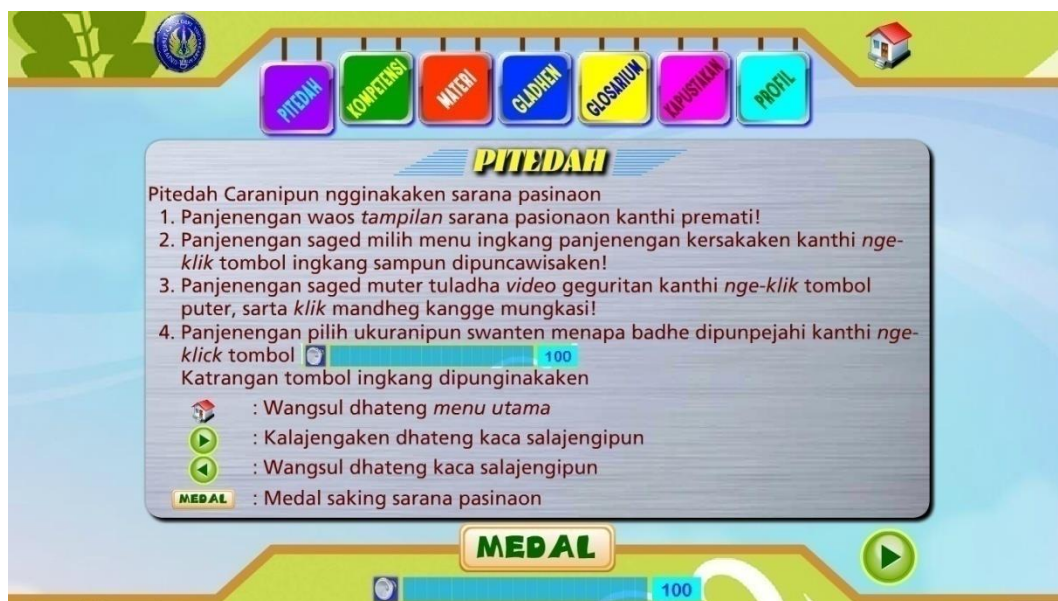 PITEDAH
KOMPETENSI
MATERI
GLADHEN
GLOSARIUM
KAPUSTAKAN
PROFIL
PITEDAH
Pitedah Caranipun ngginakaken sarana pasinaon
1. Panjenengan waos tampilan sarana pasionaon kanthi premati!
2. Panjenengan saged milih menu ingkang panjenengan kersakaken kanthi nge-
klik tombol ingkang sampun dipuncawisaken!
3. Panjenengan saged muter tuladha video geguritan kanthi nge-klik tombol
puter, sarta klik mandheg kangge mungkasi!
4. Panjenengan pilih ukuranipun swanten menapa badhe dipunpejahi kanthi nge-
klick tombol 100
Katrangan tombol ingkang dipunginakaken
: Wangsul dhateng menu utama
: Kalajengaken dhateng kaca salajengipun
: Wangsul dhateng kaca salajengipun
MEDAL : Medal saking sarana pasinaon
MEDAL
100